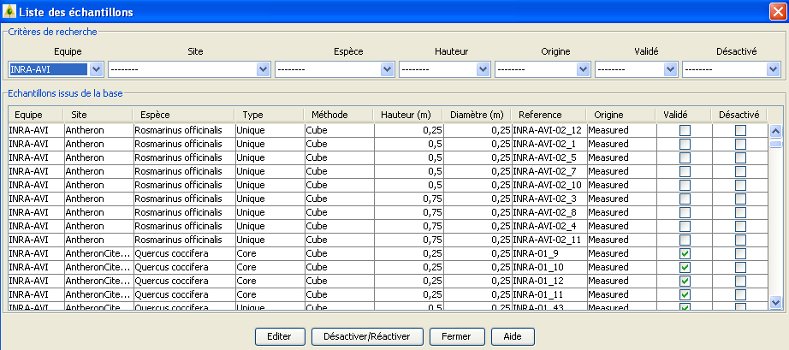 Liste des échantillons
Critères de recherche
Equipe Site Espèce Hauteur Origine Validé Désactivé
INRA-AVI -------- -------- -------- -------- -------- --------
Echantillons issus de la base
Equipe Site Espèce Type Méthode Hauteur (m) Diamètre (m) Reference Origine Validé Désactivé
INRA-AVI Antheron Rosmarinus officinalis Unique Cube 0,25 0,25 INRA-AVI-02_12 Measured
INRA-AVI Antheron Rosmarinus officinalis Unique Cube 0,5 0,25 INRA-AVI-02_1 Measured
INRA-AVI Antheron Rosmarinus officinalis Unique Cube 0,5 0,25 INRA-AVI-02_5 Measured
INRA-AVI Antheron Rosmarinus officinalis Unique Cube 0,5 0,25 INRA-AVI-02_7 Measured
INRA-AVI Antheron Rosmarinus officinalis Unique Cube 0,5 0,25 INRA-AVI-02_10 Measured
INRA-AVI Antheron Rosmarinus officinalis Unique Cube 0,75 0,25 INRA-AVI-02_3 Measured
INRA-AVI Antheron Rosmarinus officinalis Unique Cube 0,75 0,25 INRA-AVI-02_8 Measured
INRA-AVI Antheron Rosmarinus officinalis Unique Cube 0,75 0,25 INRA-AVI-02_4 Measured
INRA-AVI Antheron Rosmarinus officinalis Unique Cube 0,75 0,25 INRA-AVI-02_11 Measured
INRA-AVI AntheronCite... Quercus coccifera Core Cube 0,25 0,25 INRA-01_9 Measured
INRA-AVI AntheronCite... Quercus coccifera Core Cube 0,25 0,25 INRA-01_10 Measured
INRA-AVI AntheronCite... Quercus coccifera Core Cube 0,25 0,25 INRA-01_12 Measured
INRA-AVI AntheronCite... Quercus coccifera Core Cube 0,25 0,25 INRA-01_11 Measured
INRA-AVI AntheronCite... Quercus coccifera Unique Cube 0,5 0,25 INRA-01_43 Measured
Editer Désactiver/Réactiver Fermer Aide